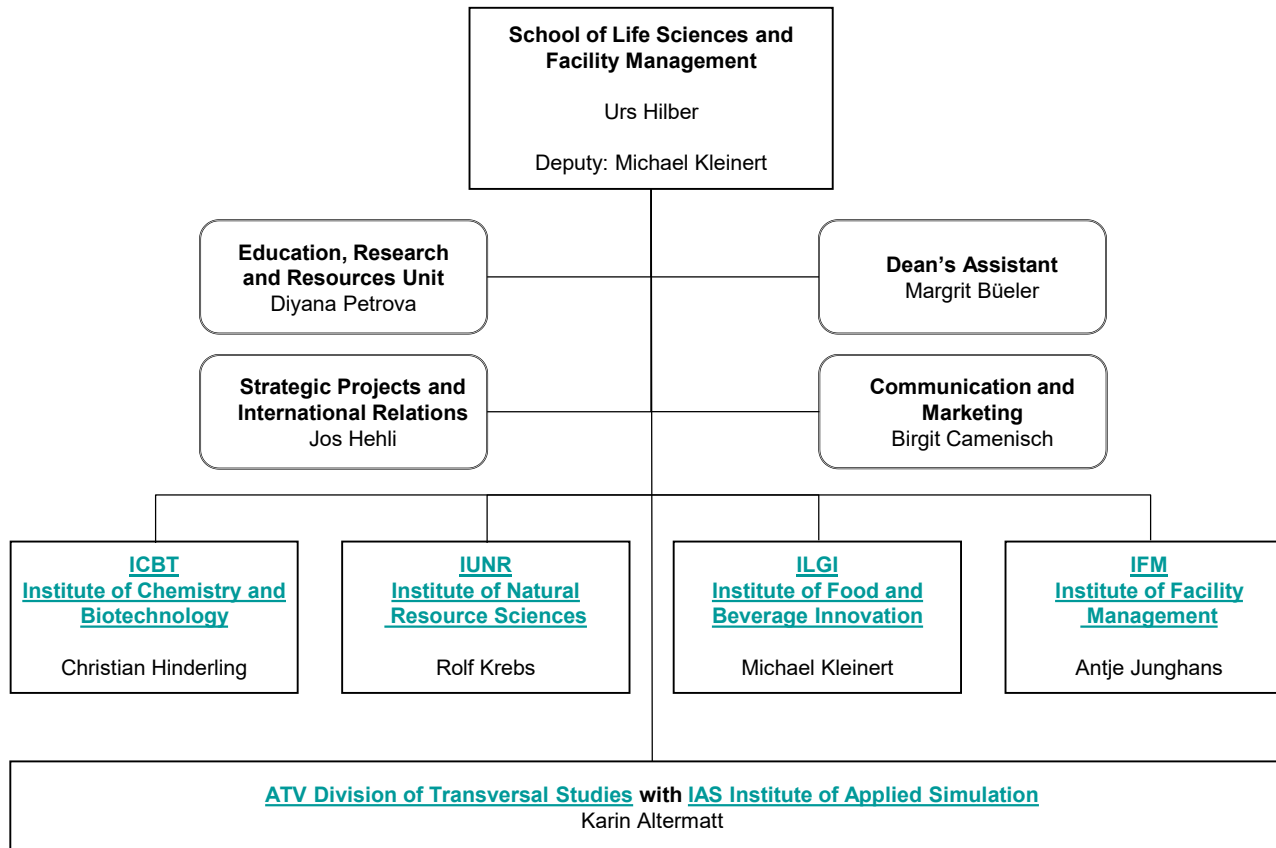 School of Life Sciences and
Facility Management
Urs Hilber
Deputy: Michael Kleinert
Education, Research
and Resources Unit
Diyana Petrova
Dean’s Assistant
Margrit Büeler
Strategic Projects and
International Relations
Jos Hehli
Communication and
Marketing
Birgit Camenisch
ICBT
Institute of Chemistry and
Biotechnology
Christian Hinderling
IUNR
Institute of Natural
Resource Sciences
Rolf Krebs
ILGI
Institute of Food and
Beverage Innovation
Michael Kleinert
IFM
Institute of Facility
Management
Antje Junghans
ATV Division of Transversal Studies with IAS Institute of Applied Simulation
Karin Altermatt